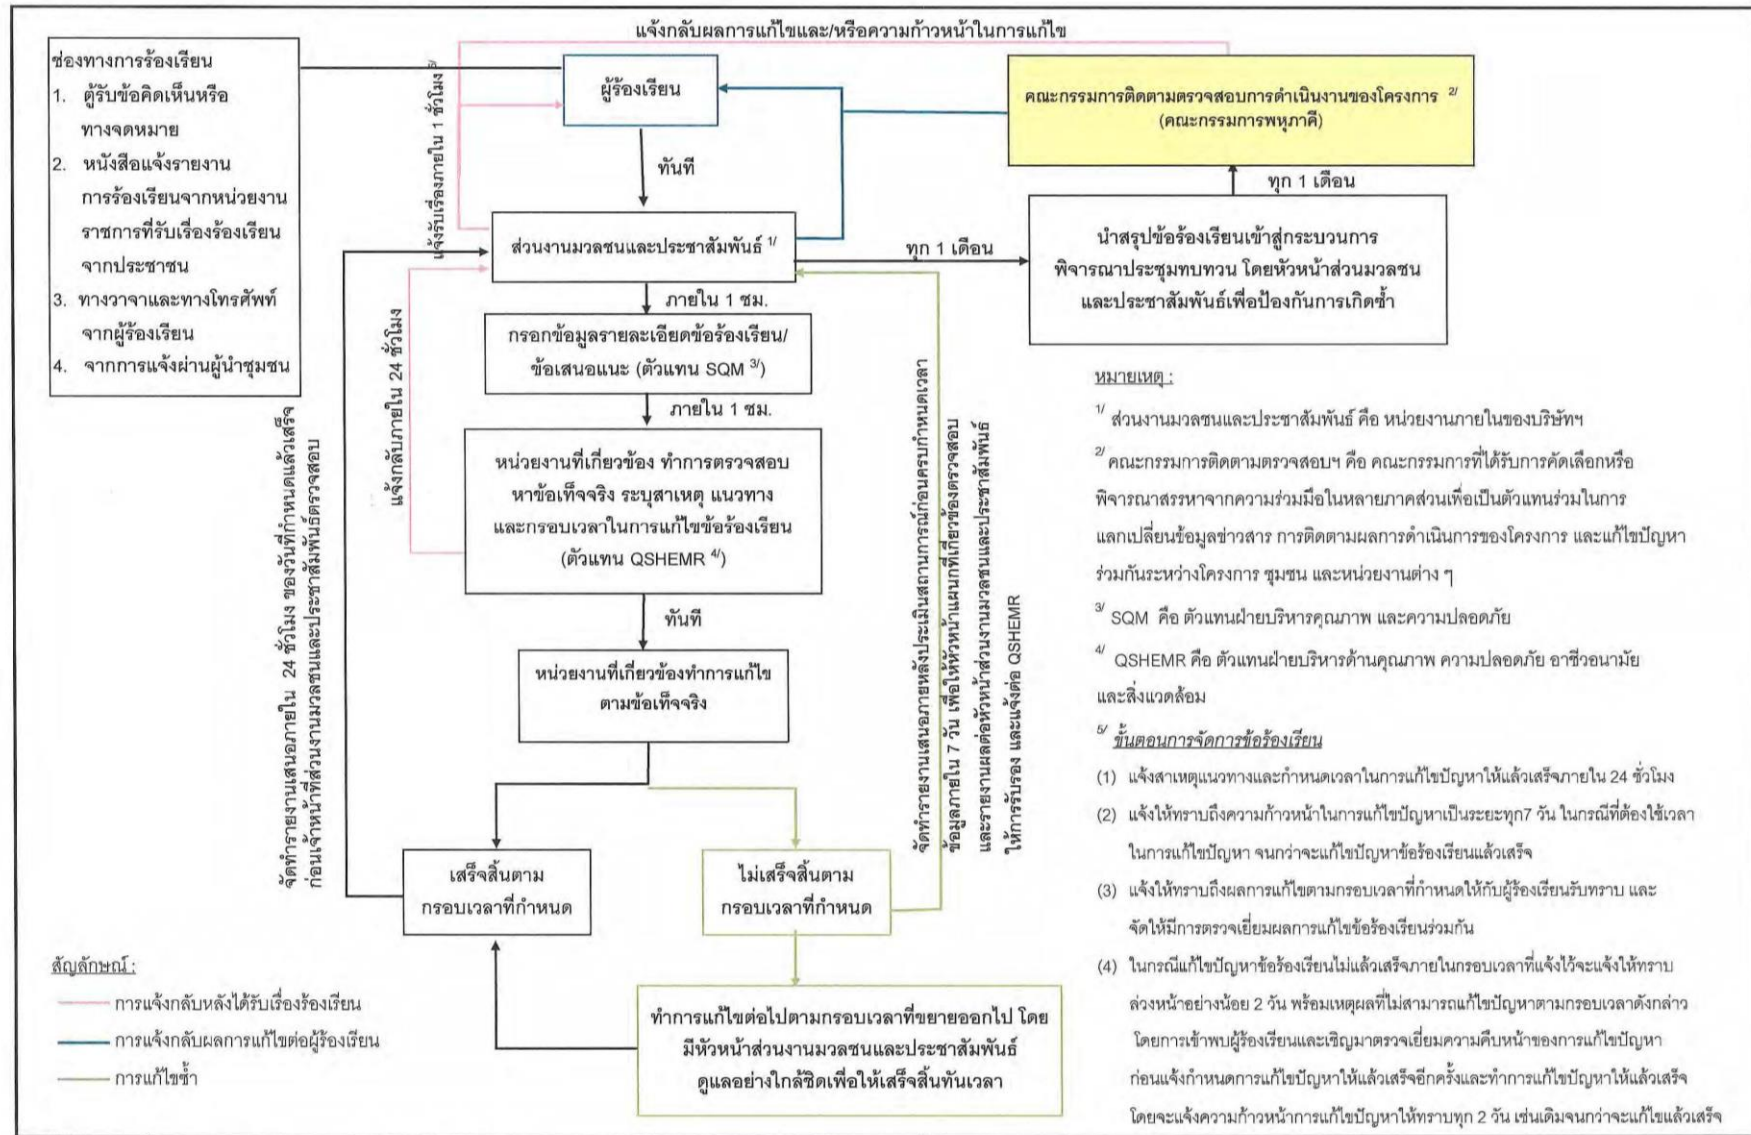 แจ้งกลับผลการแก้ไขและ/หรือความก้าวหน้าในการแก้ไข
ช่องทางการร้องเรียน
1. ตู้รับข้อคิดเห็นหรือ
ทางจดหมาย
2. หนังสือแจ้งรายงาน
การร้องเรียนจากหน่วยงาน
ราชการที่รับเรื่องร้องเรียน
จากประชาชน
3. ทางวาจาและทางโทรศัพท์
จากผู้ร้องเรียน
4. จากการแจ้งผ่านผู้นำชุมชน
แจ้งรับเรื่องภายใน 1 ชั่วโมง 5/
ผู้ร้องเรียน
คณะกรรมการติดตามตรวจสอบการดำเนินงานของโครงการ 2/
(คณะกรรมการพหุภาคี)
ทันที
ทุก 1 เดือน
ส่วนงานมวลชนและประชาสัมพันธ์ 1/
ทุก 1 เดือน
นำสรุปข้อร้องเรียนเข้าสู่กระบวนการ
พิจารณาประชุมทบทวน โดยหัวหน้าส่วนมวลชน
และประชาสัมพันธ์เพื่อป้องกันการเกิดซ้ำ
ภายใน 1 ชม.
กรอกข้อมูลรายละเอียดข้อร้องเรียน/
ข้อเสนอแนะ (ตัวแทน SQM 3/)
ภายใน 1 ชม.
แจ้งกลับภายใน 24 ชั่วโมง
หน่วยงานที่เกี่ยวข้อง ทำการตรวจสอบ
หาข้อเท็จจริง ระบุสาเหตุ แนวทาง
และกรอบเวลาในการแก้ไขข้อร้องเรียน
(ตัวแทน QSHEMR 4/)
ทันที
หน่วยงานที่เกี่ยวข้องทำการแก้ไข
ตามข้อเท็จจริง
จัดทำรายงานเสนอภายใน 24 ชั่วโมง ของวันที่กำหนดแล้วเสร็จ
ก่อนเจ้าหน้าที่ส่วนงานมวลชนและประชาสัมพันธ์ตรวจสอบ
จัดทำรายงานเสนอภายหลังประเมินสถานการณ์ก่อนครบกำหนดเวลา
ข้อมูลภายใน 7 วัน เพื่อให้หัวหน้าแผนกที่เกี่ยวข้องตรวจสอบ
และรายงานผลต่อหัวหน้าส่วนงานมวลชนและประชาสัมพันธ์
ให้การรับรอง และแจ้งต่อ QSHEMR
เสร็จสิ้นตาม
กรอบเวลาที่กำหนด
ไม่เสร็จสิ้นตาม
กรอบเวลาที่กำหนด
ทำการแก้ไขต่อไปตามกรอบเวลาที่ขยายออกไป โดย
มีหัวหน้าส่วนงานมวลชนและประชาสัมพันธ์
ดูแลอย่างใกล้ชิดเพื่อให้เสร็จสิ้นทันเวลา
สัญลักษณ์ :
การแจ้งกลับหลังได้รับเรื่องร้องเรียน
การแจ้งกลับผลการแก้ไขต่อผู้ร้องเรียน
การแก้ไขซ้ำ
หมายเหตุ :
1/ ส่วนงานมวลชนและประชาสัมพันธ์ คือ หน่วยงานภายในของบริษัทฯ
2/ คณะกรรมการติดตามตรวจสอบฯ คือ คณะกรรมการที่ได้รับการคัดเลือกหรือ
พิจารณาสรรหาจากความร่วมมือในหลายภาคส่วนเพื่อเป็นตัวแทนร่วมในการ
แลกเปลี่ยนข้อมูลข่าวสาร การติดตามผลการดำเนินการของโครงการ และแก้ไขปัญหา
ร่วมกันระหว่างโครงการ ชุมชน และหน่วยงานต่าง ๆ
3/ SQM คือ ตัวแทนฝ่ายบริหารคุณภาพ และความปลอดภัย
4/ QSHEMR คือ ตัวแทนฝ่ายบริหารด้านคุณภาพ ความปลอดภัย อาชีวอนามัย
และสิ่งแวดล้อม
5/ ขั้นตอนการจัดการข้อร้องเรียน
(1) แจ้งสาเหตุแนวทางและกำหนดเวลาในการแก้ไขปัญหาให้แล้วเสร็จภายใน 24 ชั่วโมง
(2) แจ้งให้ทราบถึงความก้าวหน้าในการแก้ไขปัญหาเป็นระยะทุก7 วัน ในกรณีที่ต้องใช้เวลา
ในการแก้ไขปัญหา จนกว่าจะแก้ไขปัญหาข้อร้องเรียนแล้วเสร็จ
(3) แจ้งให้ทราบถึงผลการแก้ไขตามกรอบเวลาที่กำหนดให้กับผู้ร้องเรียนรับทราบ และ
จัดให้มีการตรวจเยี่ยมผลการแก้ไขข้อร้องเรียนร่วมกัน
(4) ในกรณีแก้ไขปัญหาข้อร้องเรียนไม่แล้วเสร็จภายในกรอบเวลาที่แจ้งไว้จะแจ้งให้ทราบ
ล่วงหน้าอย่างน้อย 2 วัน พร้อมเหตุผลที่ไม่สามารถแก้ไขปัญหาตามกรอบเวลาดังกล่าว
โดยการเข้าพบผู้ร้องเรียนและเชิญมาตรวจเยี่ยมความคืบหน้าของการแก้ไขปัญหา
ก่อนแจ้งกำหนดการแก้ไขปัญหาให้แล้วเสร็จอีกครั้งและทำการแก้ไขปัญหาให้แล้วเสร็จ
โดยจะแจ้งความก้าวหน้าการแก้ไขปัญหาให้ทราบทุก 2 วัน เช่นเดิมจนกว่าจะแก้ไขแล้วเสร็จ